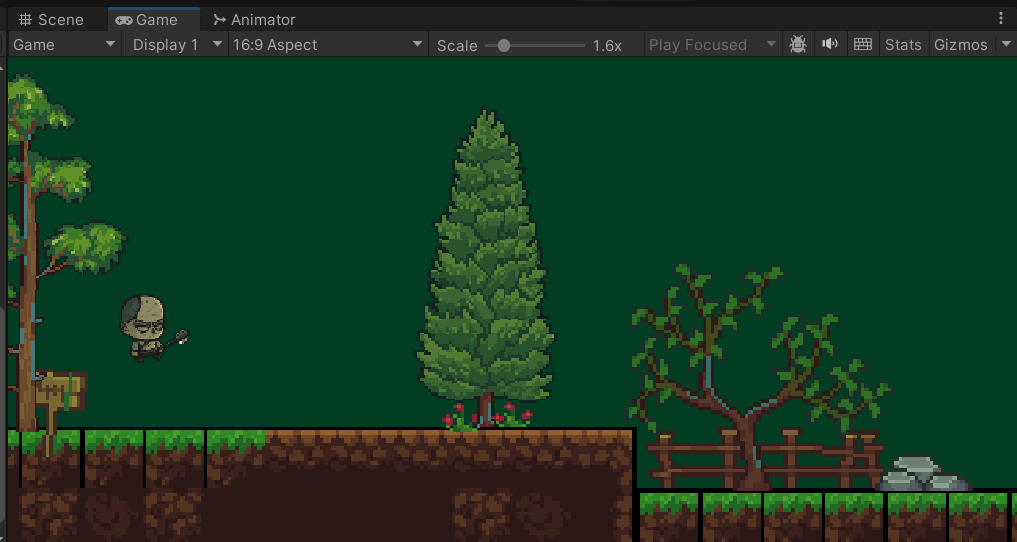 Scene Game Animator
Game Display 1 16:9 Aspect Scale 1.6x Play Focused Stats Gizmos